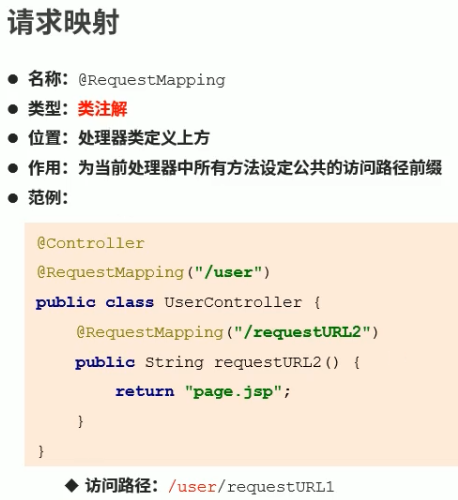 请求映射
● 名称：@RequestMapping
● 类型：类注解
● 位置：处理器类定义上方
● 作用：为当前处理器中所有方法设定公共的访问路径前缀
● 范例：
@Controller
@RequestMapping("/user")
public class UserController {
    @RequestMapping("/requestURL2")
    public String requestURL2() {
        return "page.jsp";
    }
}
◆ 访问路径：/user/requestURL1